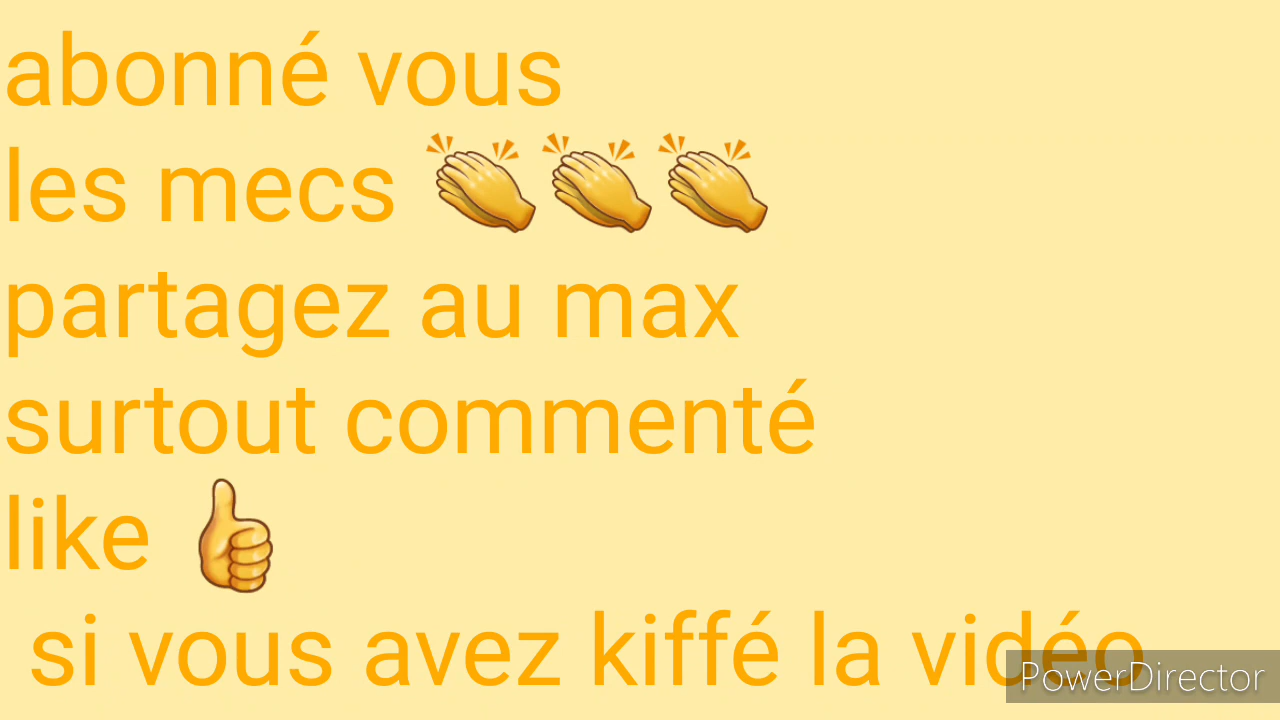 abonné vous
les mecs 👏👏👏
partagez au max
surtout commenté
like 👍
si vous avez kiffé la vidéo
PowerDirector